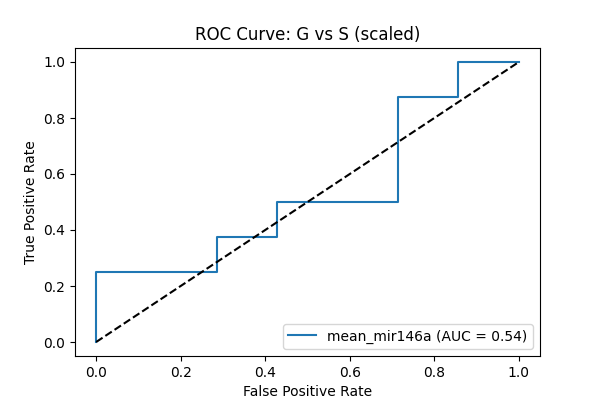 ROC Curve: G vs S (scaled)
True Positive Rate
1.0
0.8
0.6
0.4
0.2
0.0
mean_mir146a (AUC = 0.54)
0.0 0.2 0.4 0.6 0.8 1.0
False Positive Rate